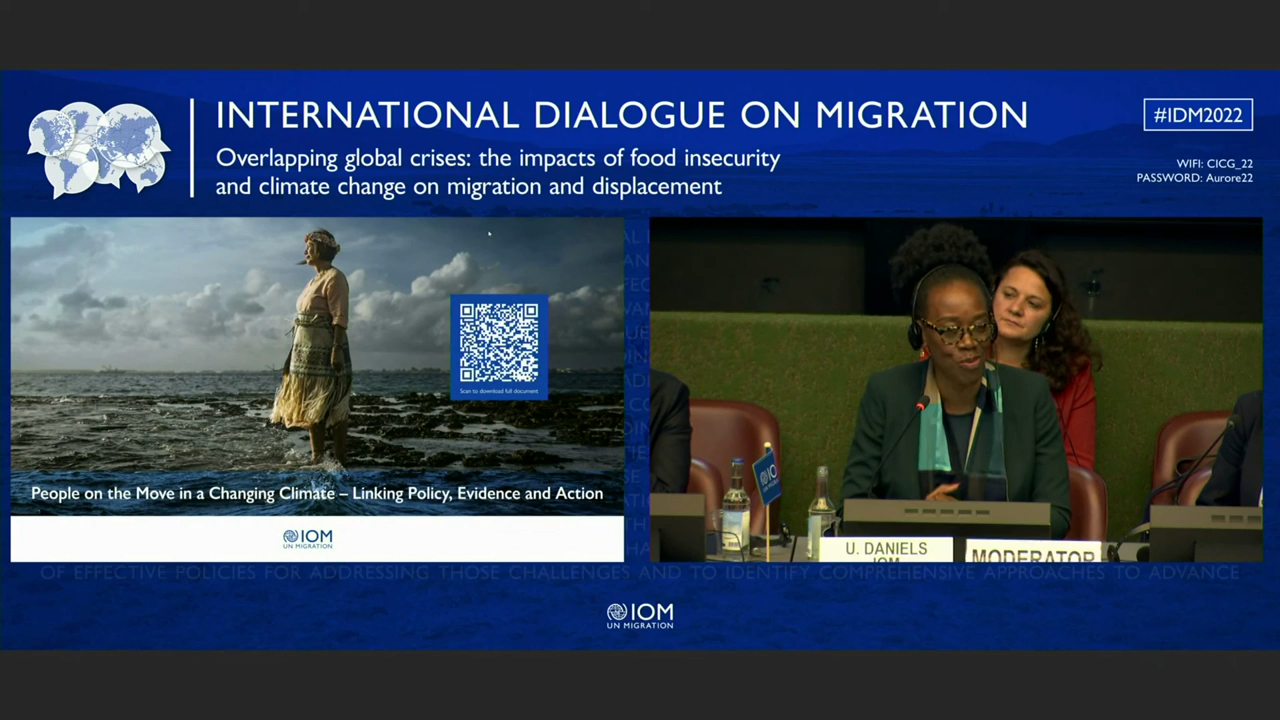 INTERNATIONAL DIALOGUE ON MIGRATION
Overlapping global crises: the impacts of food insecurity
and climate change on migration and displacement
#IDM2022
WIFI: CICG_22
PASSWORD: Aurore22
Scan to download full document
People on the Move in a Changing Climate – Linking Policy, Evidence and Action
IOM
UN MIGRATION
U. DANIELS
IOM
MODERATOR
OF EFFECTIVE POLICIES FOR ADDRESSING THOSE CHALLENGES AND TO IDENTIFY COMPREHENSIVE APPROACHES TO ADVANCE
IOM
UN MIGRATION